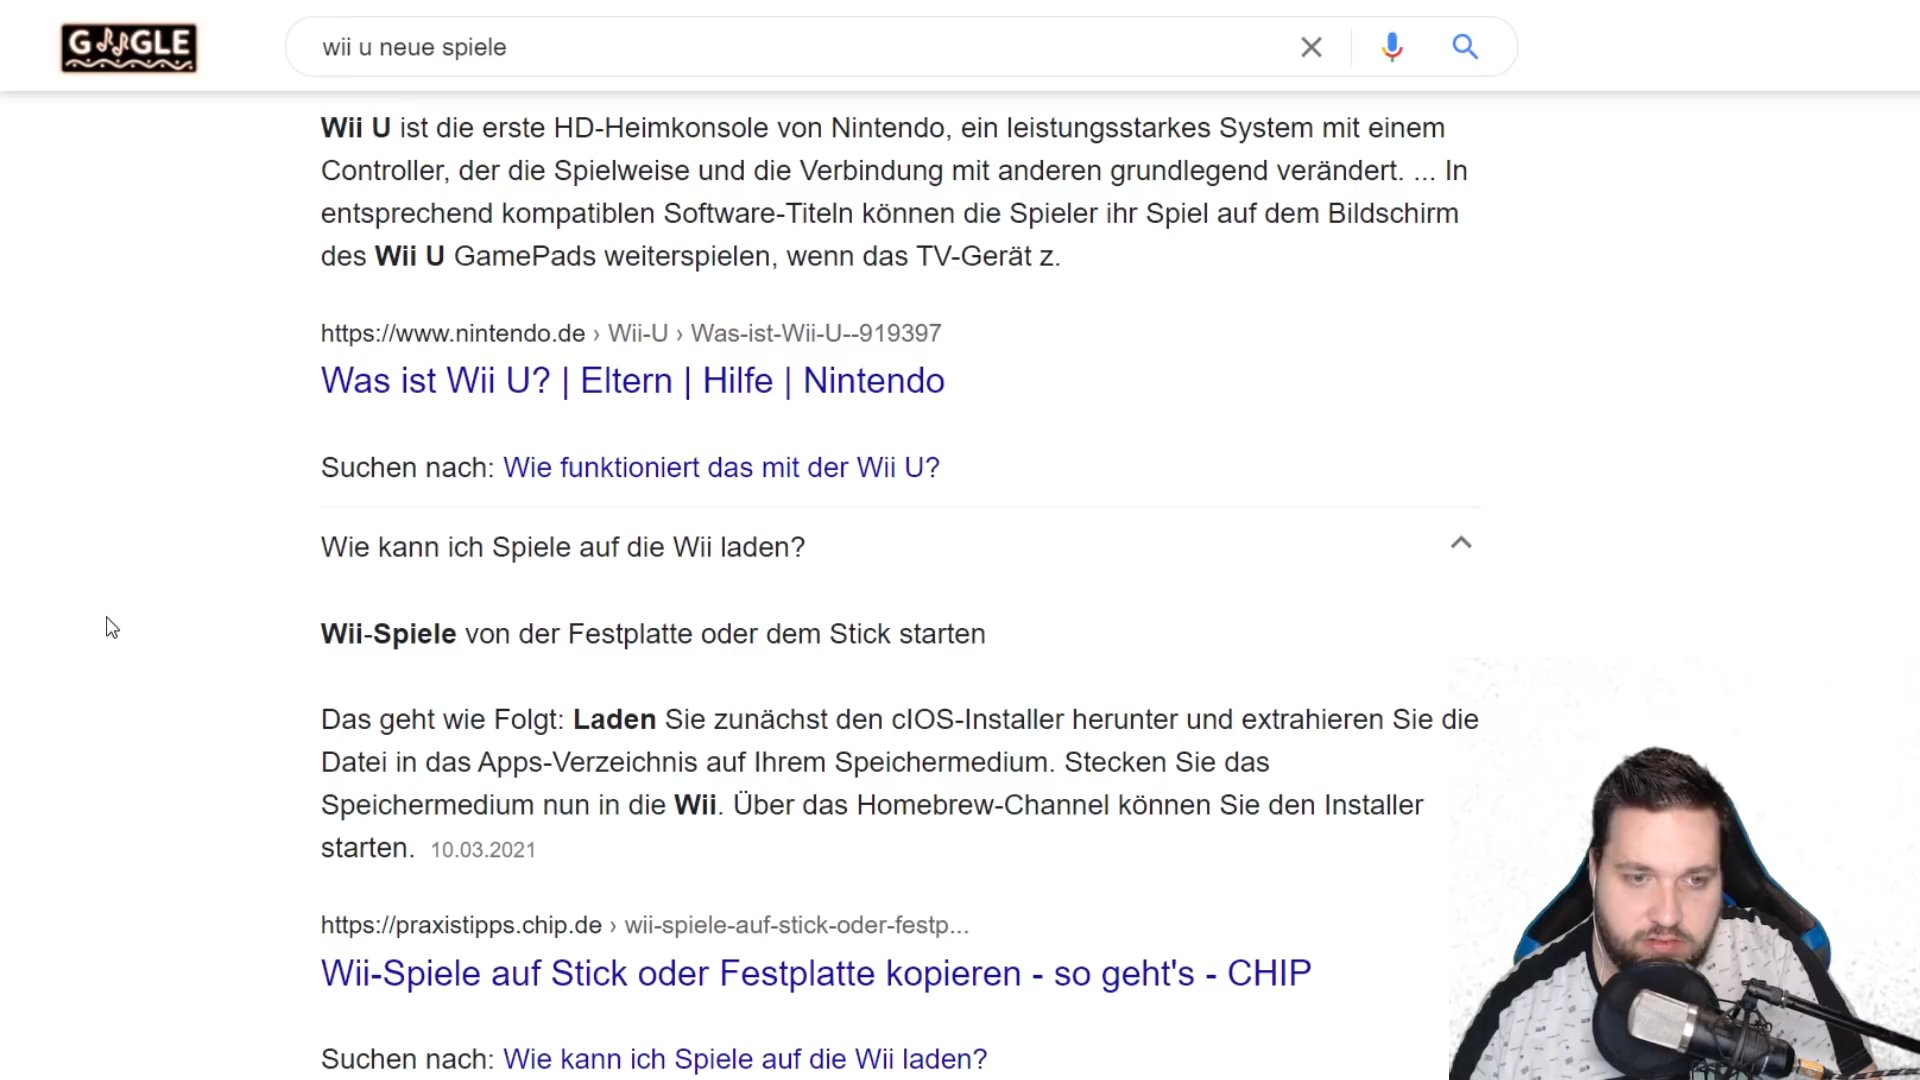 GOOGLE
wii u neue spiele
Wii U ist die erste HD-Heimkonsole von Nintendo, ein leistungsstarkes System mit einem
Controller, der die Spielweise und die Verbindung mit anderen grundlegend verändert. ... In
entsprechend kompatiblen Software-Titeln können die Spieler ihr Spiel auf dem Bildschirm
des Wii U GamePads weiterspielen, wenn das TV-Gerät z.
https://www.nintendo.de › Wii-U › Was-ist-Wii-U--919397
Was ist Wii U? | Eltern | Hilfe | Nintendo
Suchen nach: Wie funktioniert das mit der Wii U?
Wie kann ich Spiele auf die Wii laden?
Wii-Spiele von der Festplatte oder dem Stick starten
Das geht wie Folgt: Laden Sie zunächst den cIOS-Installer herunter und extrahieren Sie die
Datei in das Apps-Verzeichnis auf Ihrem Speichermedium. Stecken Sie das
Speichermedium nun in die Wii. Über das Homebrew-Channel können Sie den Installer
starten. 10.03.2021
https://praxistipps.chip.de › wii-spiele-auf-stick-oder-festp...
Wii-Spiele auf Stick oder Festplatte kopieren - so geht's - CHIP
Suchen nach: Wie kann ich Spiele auf die Wii laden?